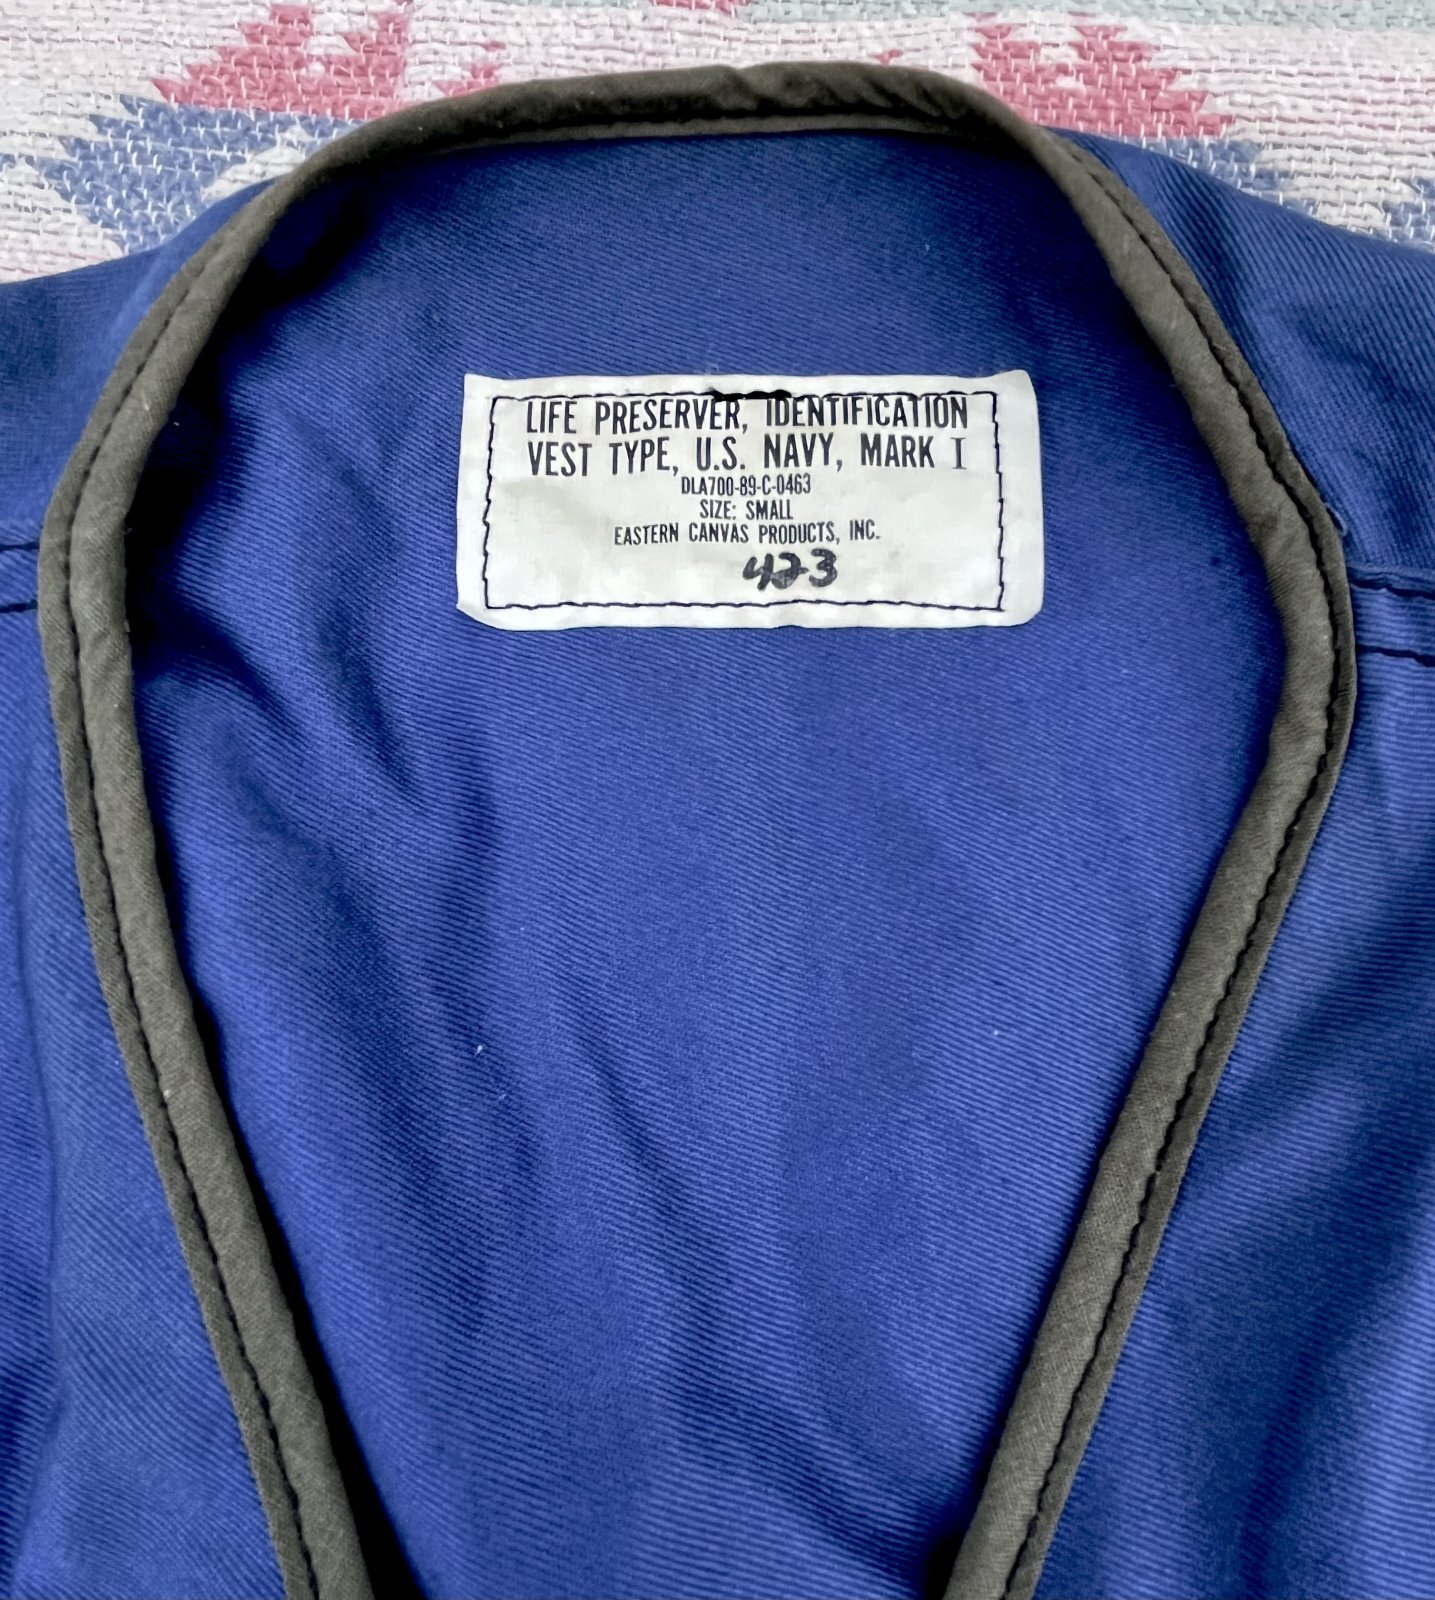 LIFE PRESERVER, IDENTIFICATION
VEST TYPE, U.S. NAVY, MARK I
DLA700-89-C-0463
SIZE: SMALL
EASTERN CANVAS PRODUCTS, INC.
423